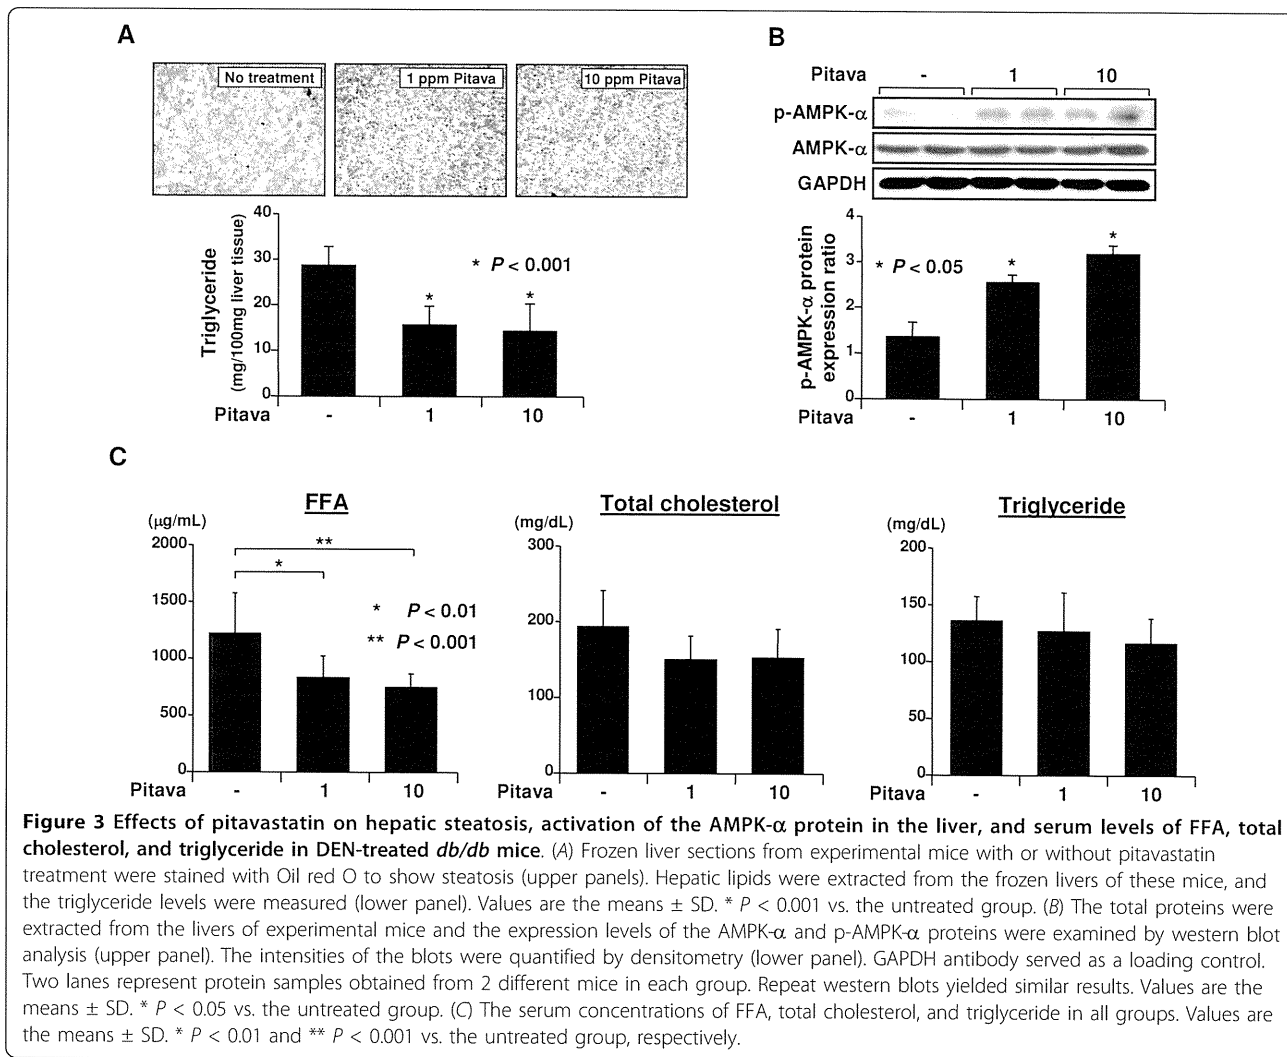 A
No treatment
1 ppm Pitava
10 ppm Pitava
Triglyceride
(mg/100mg liver tissue)
40
30
20
10
0
* P < 0.001
*
*
Pitava - 1 10
B
Pitava - 1 10
p-AMPK-α
AMPK-α
GAPDH
p-AMPK-α protein
expression ratio
4
3
2
1
0
* P < 0.05
*
*
Pitava - 1 10
C
FFA
(μg/mL)
2000
1500
1000
500
0
**
*
* P < 0.01
** P < 0.001
Pitava - 1 10
Total cholesterol
(mg/dL)
300
200
100
0
Pitava - 1 10
Triglyceride
(mg/dL)
200
150
100
50
0
Pitava - 1 10
Figure 3 Effects of pitavastatin on hepatic steatosis, activation of the AMPK-α protein in the liver, and serum levels of FFA, total
cholesterol, and triglyceride in DEN-treated db/db mice. (A) Frozen liver sections from experimental mice with or without pitavastatin
treatment were stained with Oil red O to show steatosis (upper panels). Hepatic lipids were extracted from the frozen livers of these mice, and
the triglyceride levels were measured (lower panel). Values are the means ± SD. * P < 0.001 vs. the untreated group. (B) The total proteins were
extracted from the livers of experimental mice and the expression levels of the AMPK-α and p-AMPK-α proteins were examined by western blot
analysis (upper panel). The intensities of the blots were quantified by densitometry (lower panel). GAPDH antibody served as a loading control.
Two lanes represent protein samples obtained from 2 different mice in each group. Repeat western blots yielded similar results. Values are the
means ± SD. * P < 0.05 vs. the untreated group. (C) The serum concentrations of FFA, total cholesterol, and triglyceride in all groups. Values are
the means ± SD. * P < 0.01 and ** P < 0.001 vs. the untreated group, respectively.